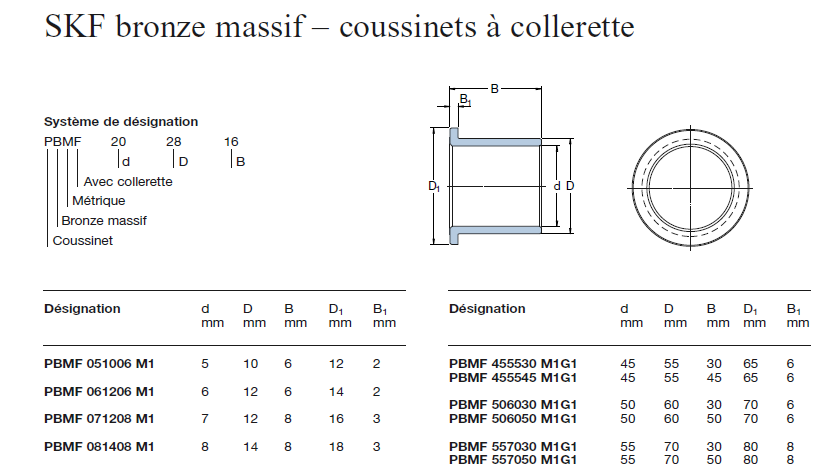 SKF bronze massif – coussinets à collerette
Système de désignation
PBMF 20 28 16
d D B
Avec collerette
Métrique
Bronze massif
Coussinet
B
B₁
D₁ d D
Désignation d D B D₁ B₁
mm mm mm mm mm
PBMF 051006 M1 5 10 6 12 2
PBMF 061206 M1 6 12 6 14 2
PBMF 071208 M1 7 12 8 16 3
PBMF 081408 M1 8 14 8 18 3
Désignation d D B D₁ B₁
mm mm mm mm mm
PBMF 455530 M1G1 45 55 30 65 6
PBMF 455545 M1G1 45 55 45 65 6
PBMF 506030 M1G1 50 60 30 70 6
PBMF 506050 M1G1 50 60 50 70 6
PBMF 557030 M1G1 55 70 30 80 8
PBMF 557050 M1G1 55 70 50 80 8